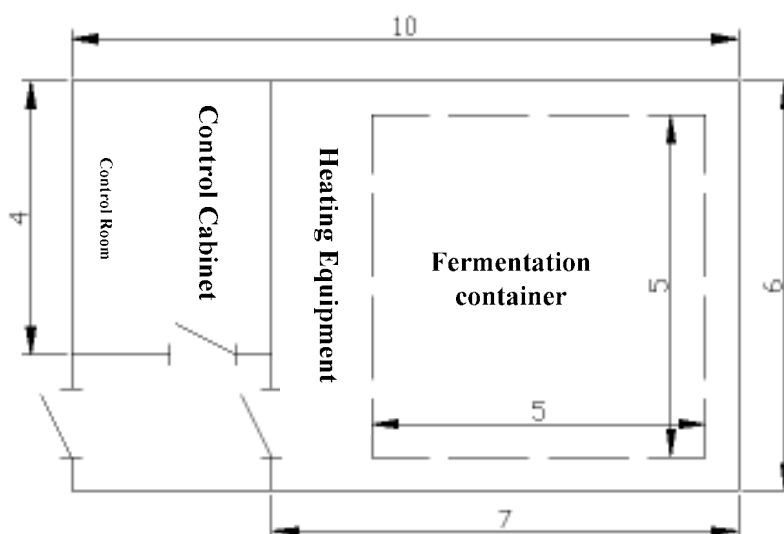 10
4
Control Room
Control Cabinet
Heating Equipment
Fermentation
container
5
5
6
7